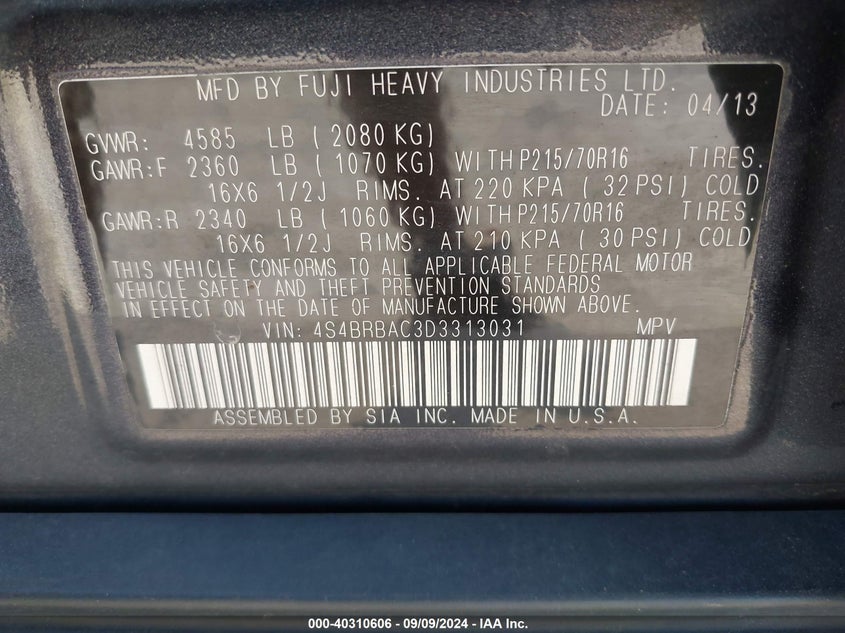 MFD BY FUJI HEAVY INDUSTRIES LTD.
DATE: 04/13
GVWR: 4585 LB ( 2080 KG)
GAWR:F 2360 LB ( 1070 KG) WITH P215/70R16 TIRES.
16X6 1/2J RIMS. AT 220 KPA ( 32 PSI) COLD
GAWR:R 2340 LB ( 1060 KG) WITH P215/70R16 TIRES.
16X6 1/2J RIMS. AT 210 KPA ( 30 PSI) COLD
THIS VEHICLE CONFORMS TO ALL APPLICABLE FEDERAL MOTOR
VEHICLE SAFETY AND THEFT PREVENTION STANDARDS
IN EFFECT ON THE DATE OF MANUFACTURE SHOWN ABOVE.
VIN: 4S4BRBAC3D3313031 MPV
ASSEMBLED BY SIA INC. MADE IN U.S.A.
000-40310606 - 09/09/2024 - IAA Inc.